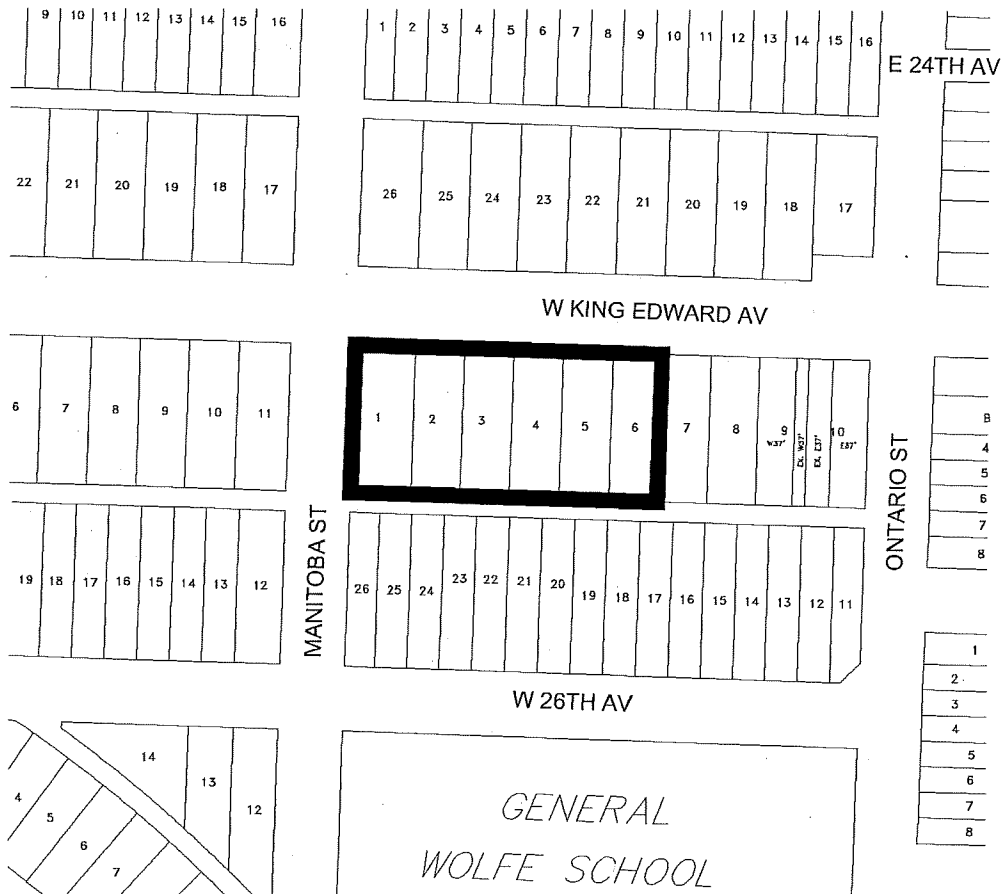 9 10 11 12 13 14 15 16
1 2 3 4 5 6 7 8 9 10 11 12 13 14 15 16
E 24TH AV
22 21 20 19 18 17
26 25 24 23 22 21 20 19 18 17
W KING EDWARD AV
6 7 8 9 10 11
1 2 3 4 5 6 7 8 9 10
W.37' EX. W37' EX. E37' E37'
B
4
5
6
7
8
ONTARIO ST
MANITOBA ST
19 18 17 16 15 14 13 12
26 25 24 23 22 21 20 19 18 17 16 15 14 13 12 11
W 26TH AV
1
2
3
4
5
6
7
8
14 13 12
4 5 6 7
GENERAL
WOLFE SCHOOL